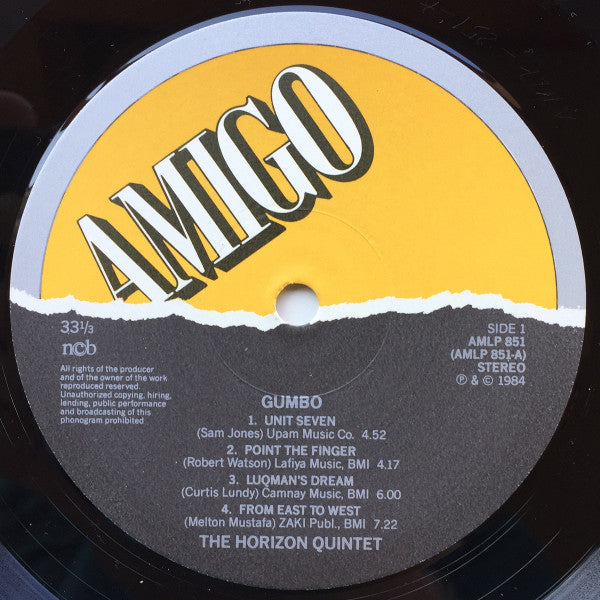 AMIGO
33 1/3
ncb
All rights of the producer
and of the owner of the work
reproduced reserved.
Unauthorized copying, hiring,
lending, public performance
and broadcasting of this
phonogram prohibited
SIDE 1
AMLP 851
(AMLP 851-A)
STEREO
℗ & © 1984
GUMBO
1. UNIT SEVEN
(Sam Jones) Upam Music Co. 4.52
2. POINT THE FINGER
(Robert Watson) Lafiya Music, BMI 4.17
3. LUQMAN'S DREAM
(Curtis Lundy) Camnay Music, BMI 6.00
4. FROM EAST TO WEST
(Melton Mustafa) ZAKI Publ., BMI 7.22
THE HORIZON QUINTET